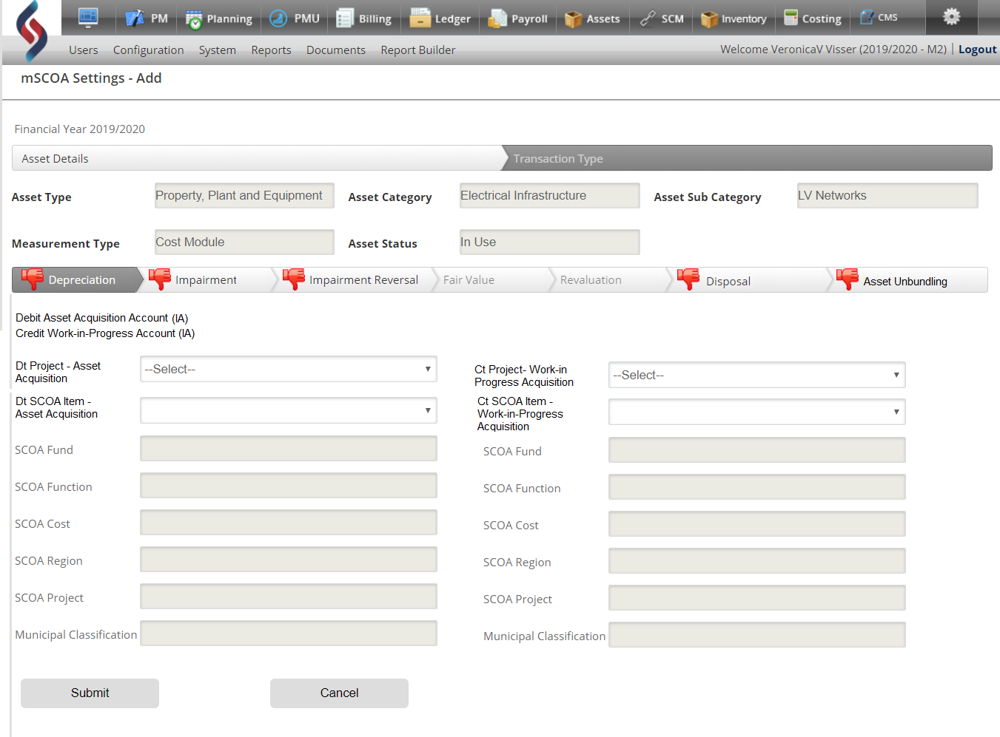 PM Planning PMU Billing Ledger Payroll Assets SCM Inventory Costing CMS
Users Configuration System Reports Documents Report Builder Welcome VeronicaV Visser (2019/2020 - M2) | Logout
mSCOA Settings - Add
Financial Year 2019/2020
Asset Details Transaction Type
Asset Type Property, Plant and Equipment Asset Category Electrical Infrastructure Asset Sub Category LV Networks
Measurement Type Cost Module Asset Status In Use
Depreciation Impairment Impairment Reversal Fair Value Revaluation Disposal Asset Unbundling
Debit Asset Acquisition Account (IA)
Credit Work-in-Progress Account (IA)
Dt Project - Asset
Acquisition
--Select--
Ct Project- Work-in
Progress Acquisition
--Select--
Dt SCOA Item -
Asset Acquisition
Ct SCOA Item -
Work-in-Progress
Acquisition
SCOA Fund SCOA Fund
SCOA Function SCOA Function
SCOA Cost SCOA Cost
SCOA Region SCOA Region
SCOA Project SCOA Project
Municipal Classification Municipal Classification
Submit Cancel